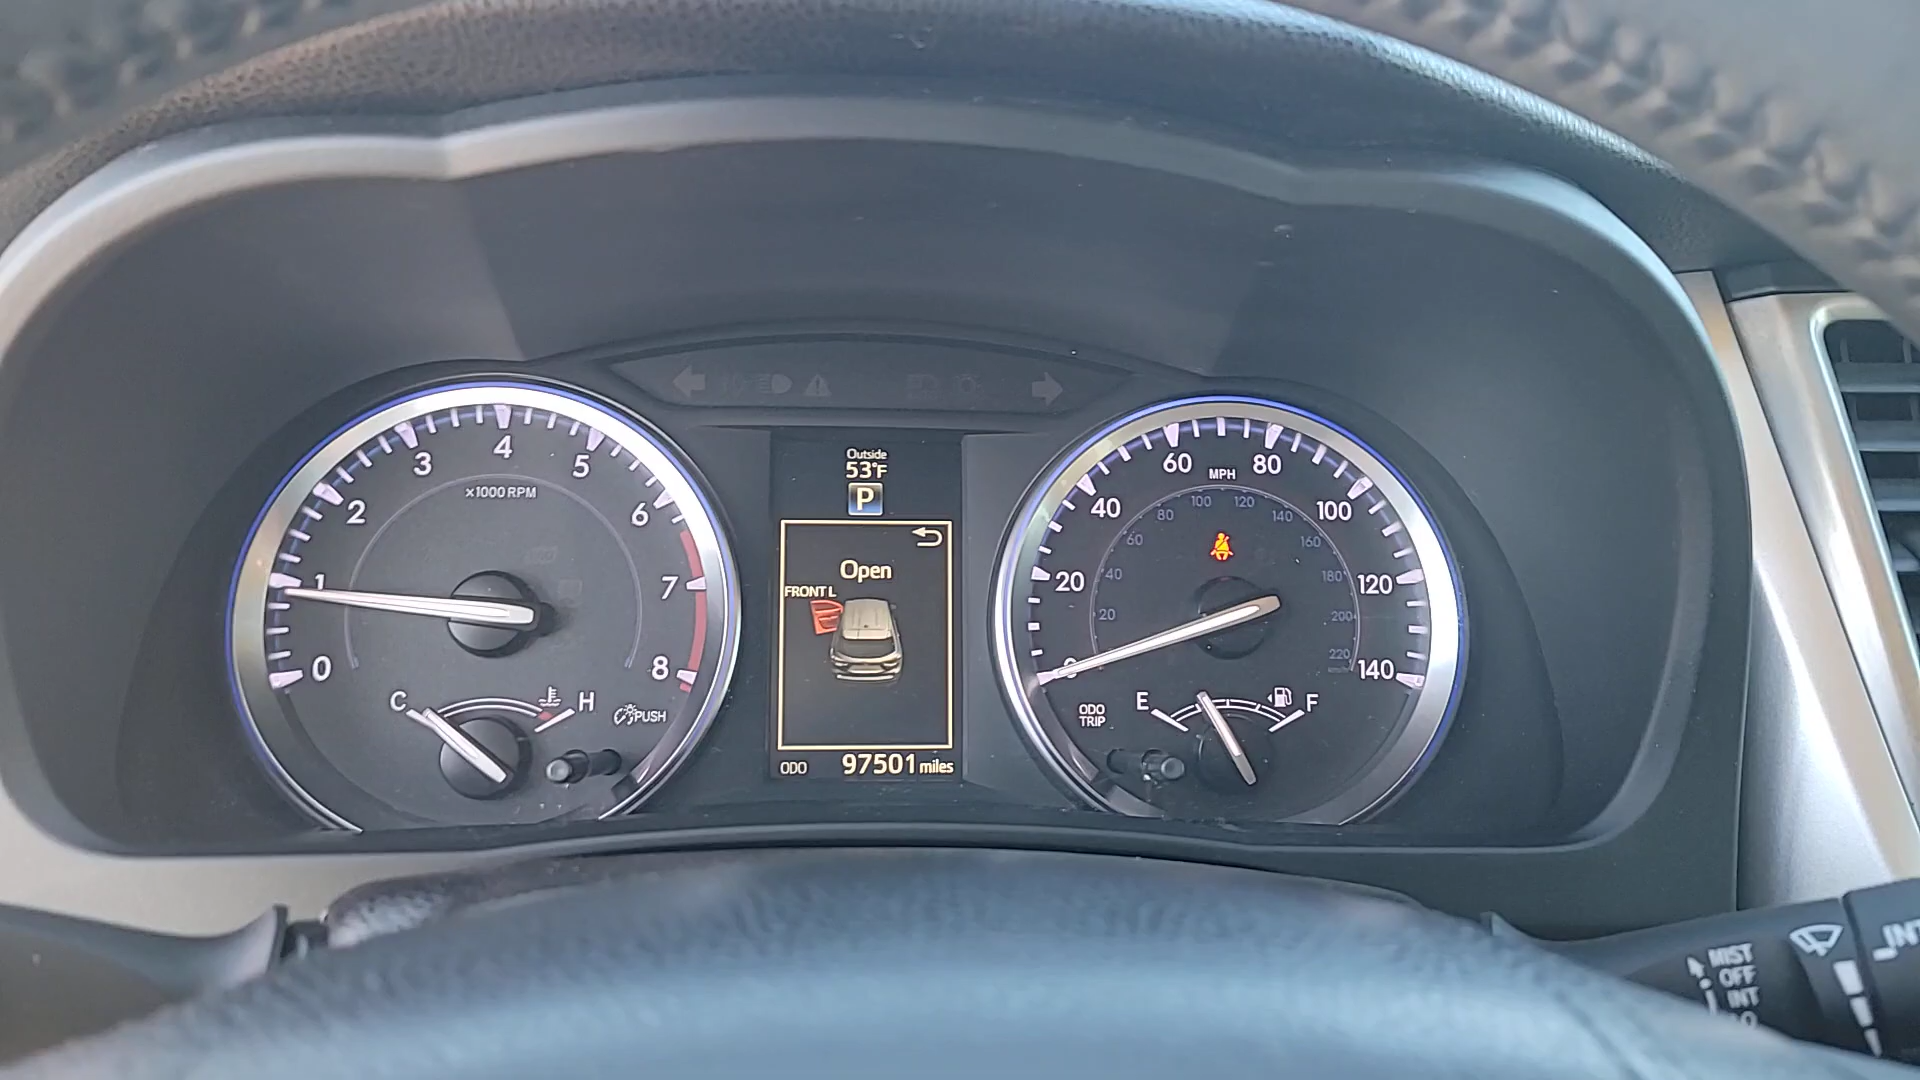 0
1
2
3
4
5
6
7
8
x1000 RPM
C
H
PUSH
Outside
53°F
P
Open
FRONT L
ODO 97501 miles
20
40
60
80
100
120
140
MPH
20
40
60
80
100
120
140
160
180
200
220
ODO
TRIP
E
F
MIST
OFF
INT
INT